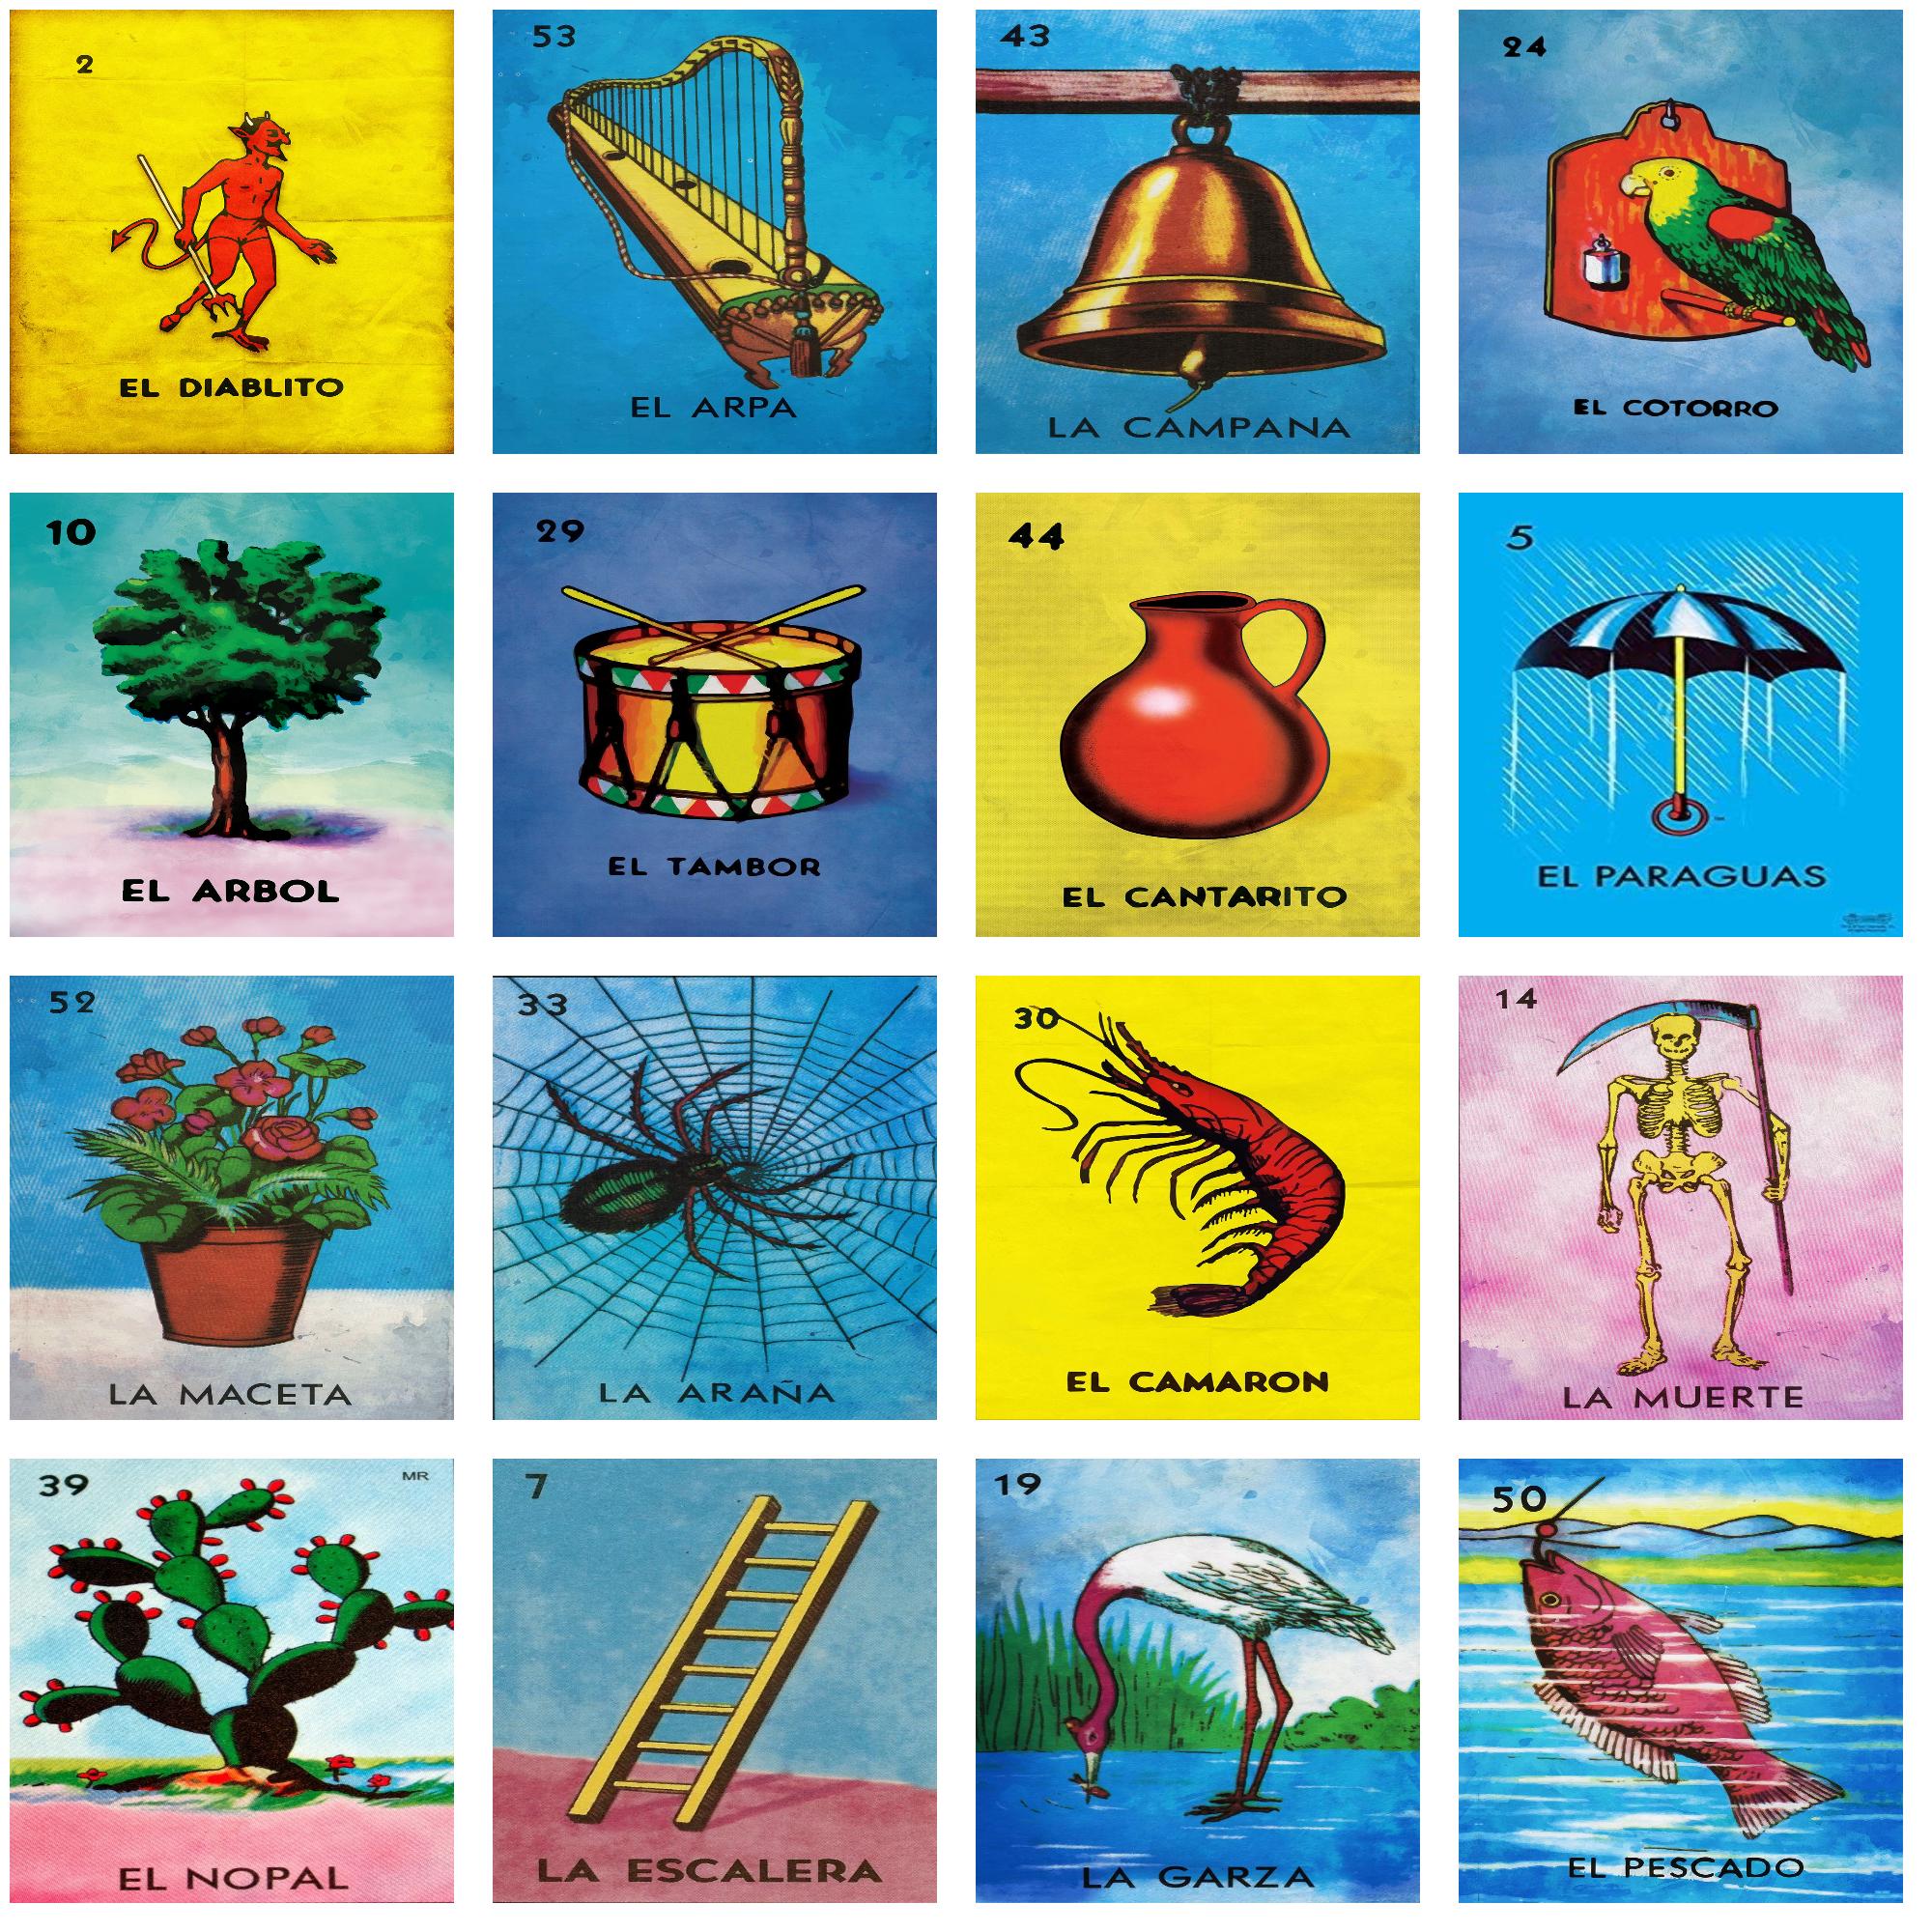 2
EL DIABLITO
53
EL ARPA
43
LA CAMPANA
24
EL COTORRO
10
EL ARBOL
29
EL TAMBOR
44
EL CANTARITO
5
EL PARAGUAS
52
LA MACETA
33
LA ARAÑA
30
EL CAMARON
14
LA MUERTE
39
MR
EL NOPAL
7
LA ESCALERA
19
LA GARZA
50
EL PESCADO